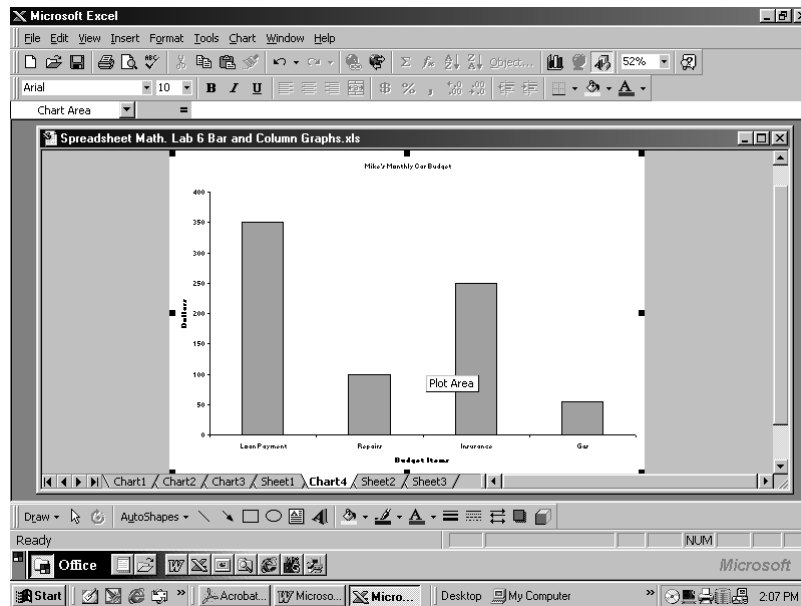 Microsoft Excel
File Edit View Insert Format Tools Chart Window Help
Σ fx Object... 52%
Arial 10 B I U $ % ,
Chart Area =
Spreadsheet Math. Lab 6 Bar and Column Graphs.xls
Mike's Monthly Car Budget
400
350
300
250
200
150
100
50
0
Dollars
Plot Area
Loan Payment Repairs Insurance Gas
Budget Items
Chart1 Chart2 Chart3 Sheet1 Chart4 Sheet2 Sheet3
Draw AutoShapes
Ready NUM
Office Microsoft
Start » Acrobat... Microso... Micro... Desktop My Computer » 2:07 PM